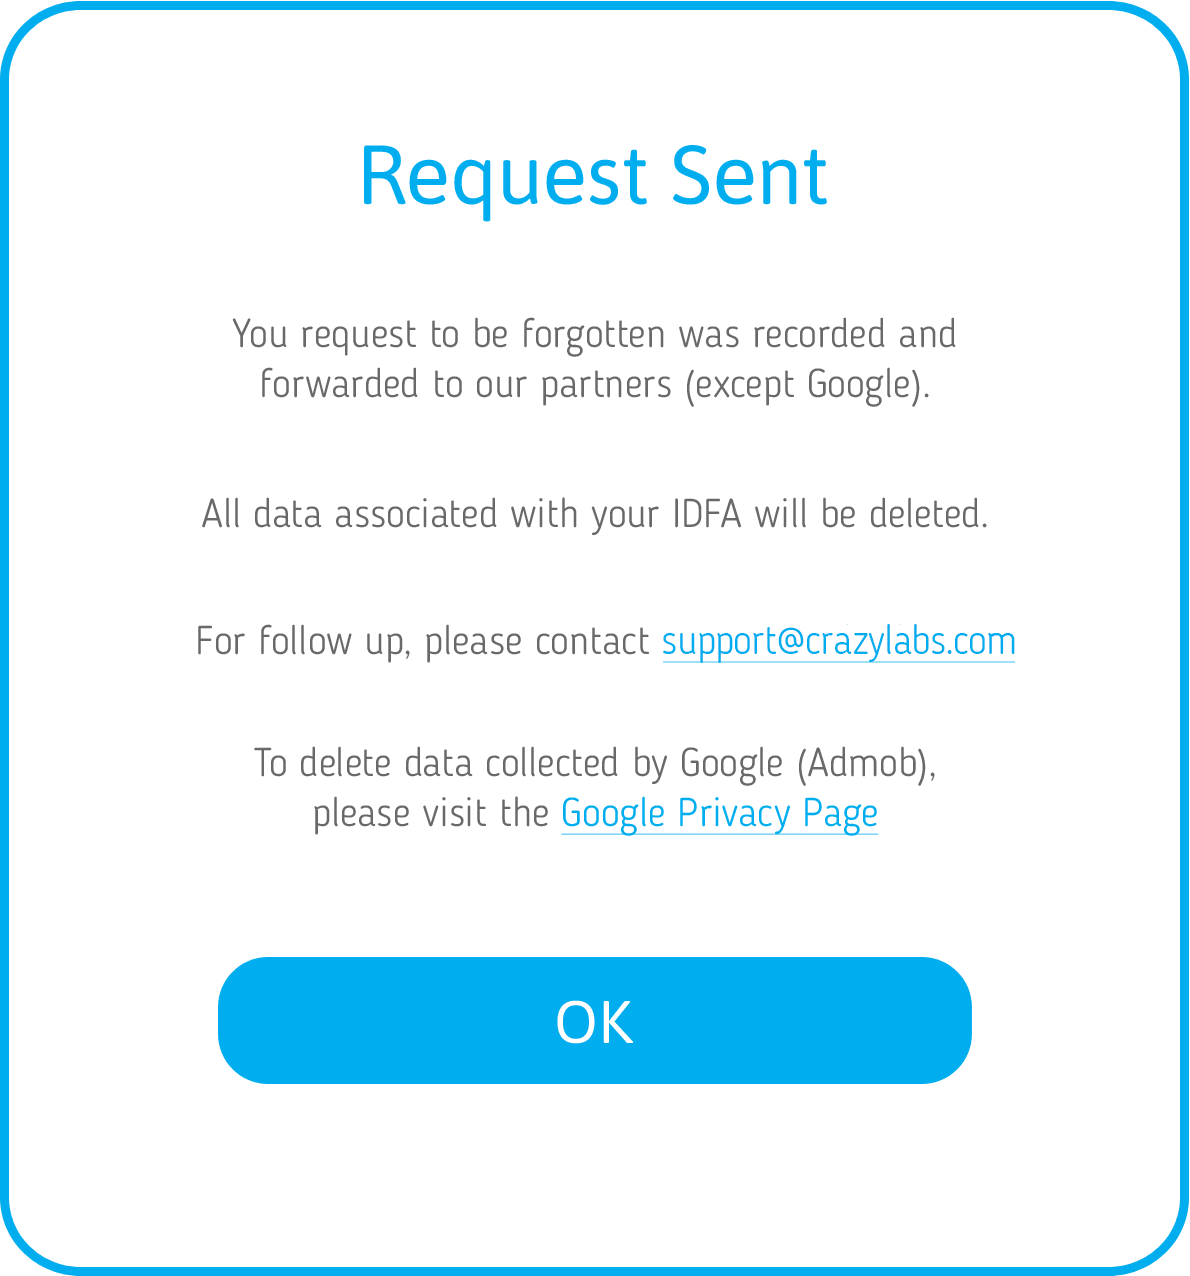 Request Sent
You request to be forgotten was recorded and
forwarded to our partners (except Google).
All data associated with your IDFA will be deleted.
For follow up, please contact support@crazylabs.com
To delete data collected by Google (Admob),
please visit the Google Privacy Page
OK